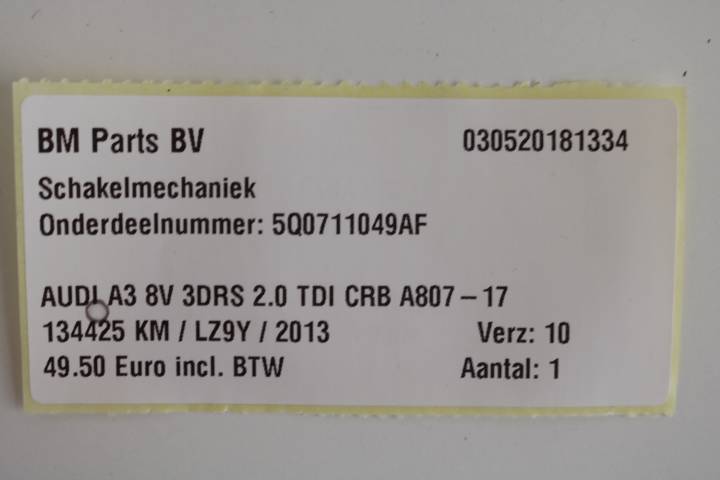 BM Parts BV 030520181334
Schakelmechaniek
Onderdeelnummer: 5Q0711049AF
AUDI A3 8V 3DRS 2.0 TDI CRB A807 – 17
134425 KM / LZ9Y / 2013 Verz: 10
49.50 Euro incl. BTW Aantal: 1